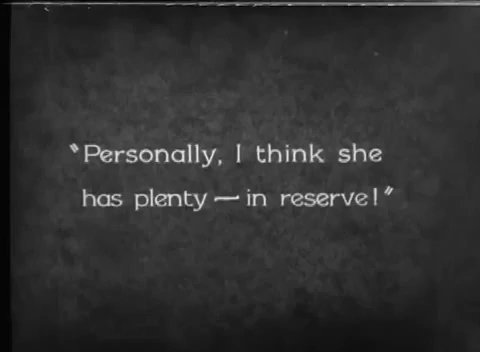 "Personally, I think she
has plenty — in reserve!"